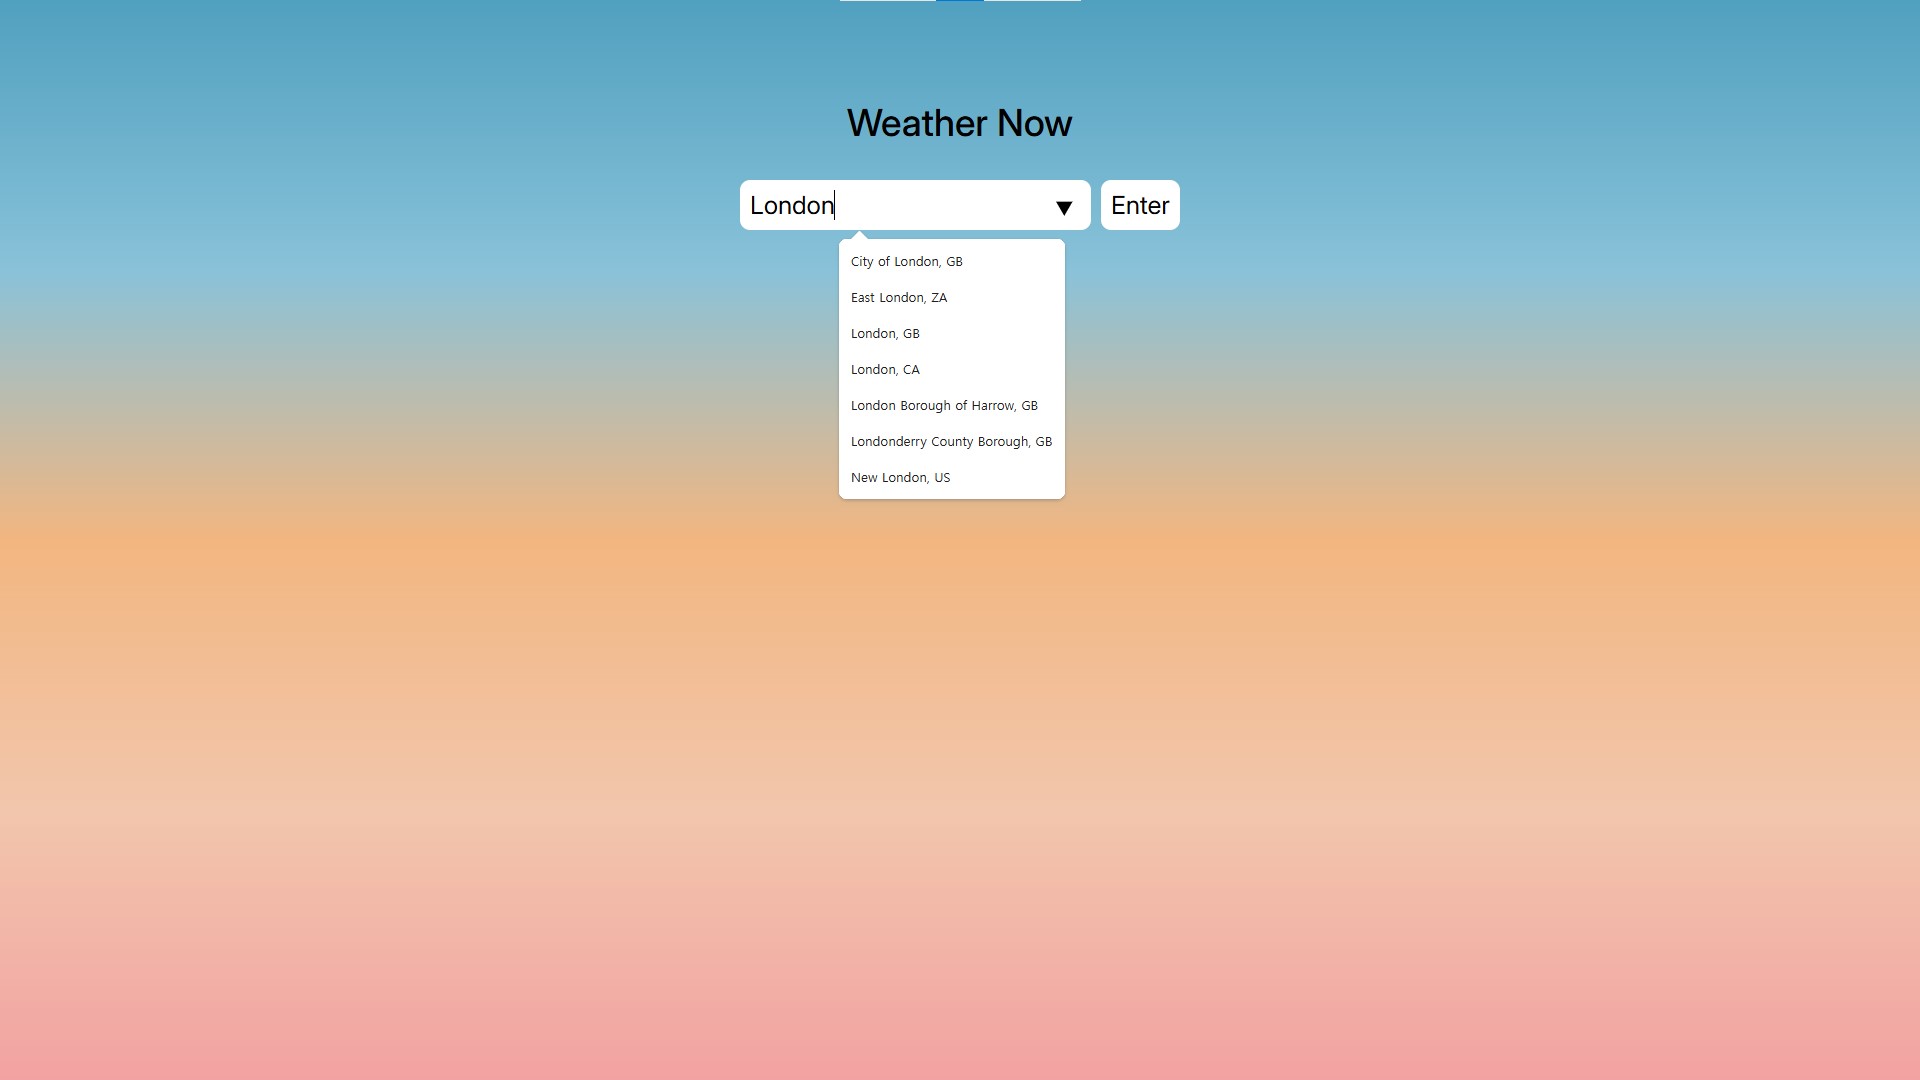 Weather Now
London ▼ Enter
City of London, GB
East London, ZA
London, GB
London, CA
London Borough of Harrow, GB
Londonderry County Borough, GB
New London, US